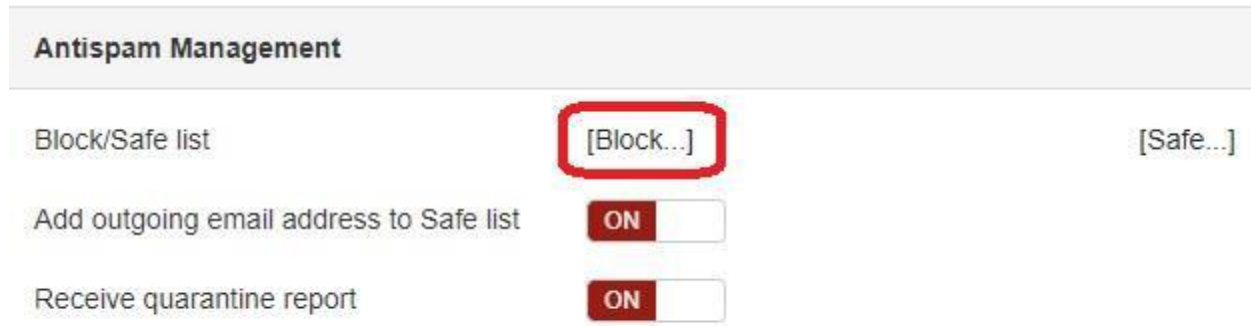 Antispam Management
Block/Safe list [Block...] [Safe...]
Add outgoing email address to Safe list ON
Receive quarantine report ON